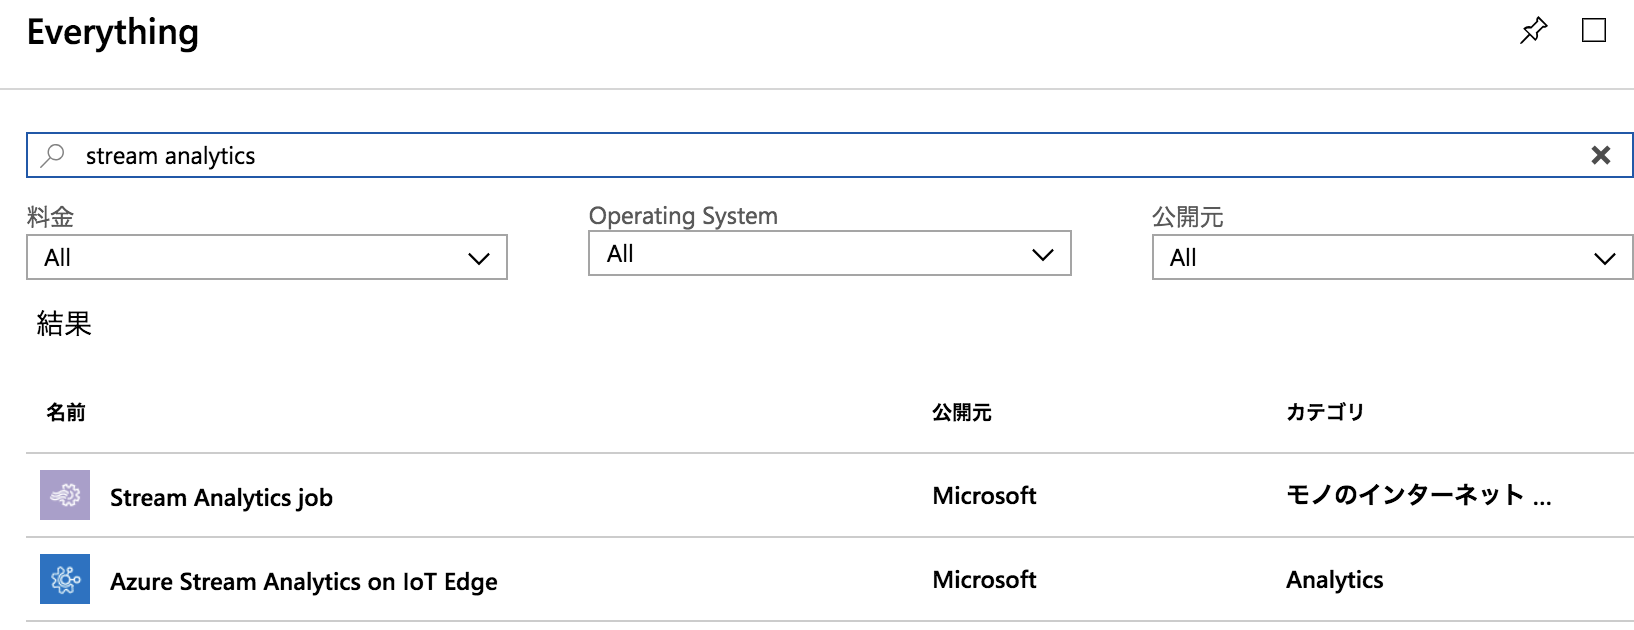 Everything
stream analytics
料金 Operating System 公開元
All All All
結果
名前 公開元 カテゴリ
Stream Analytics job Microsoft モノのインターネット ...
Azure Stream Analytics on IoT Edge Microsoft Analytics